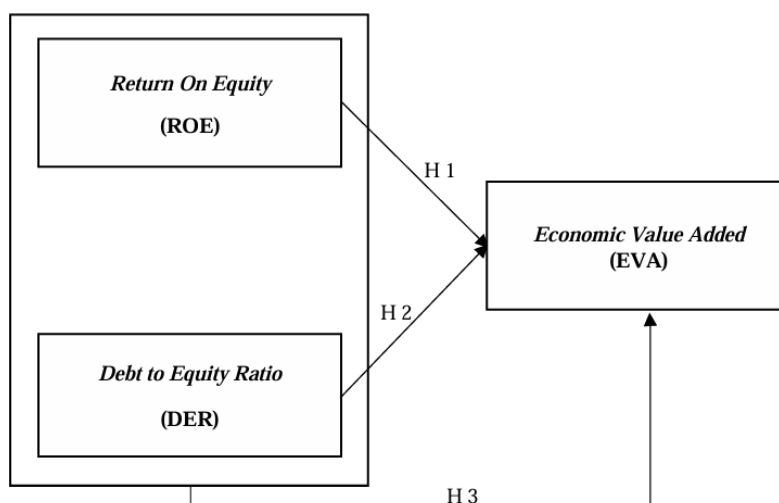 Return On Equity
(ROE)
H 1
Economic Value Added
(EVA)
H 2
Debt to Equity Ratio
(DER)
H 3